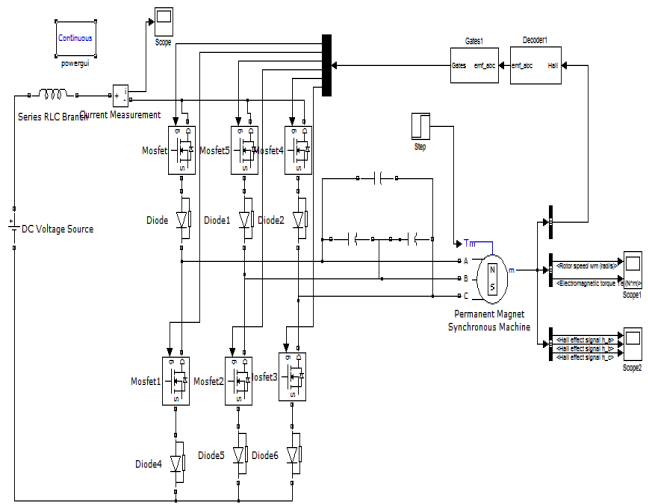 Continuous
powergui
Scope
Series RLC Branch
Current Measurement
+
-
i
DC Voltage Source
+
Mosfet
Mosfet5
Mosfet4
g
D
S
g
D
S
g
D
S
Diode
Diode1
Diode2
Mosfet1
Mosfet2
Mosfet3
g
D
S
g
D
S
g
D
S
Diode4
Diode5
Diode6
Gates1
Gates emf_abc
Decoder1
emf_abc Hall
Step
Tm
A
B
C
m
N
S
Permanent Magnet
Synchronous Machine
<Rotor speed wm (rad/s)>
<Electromagnetic torque Te (N*m)>
Scope1
<Hall effect signal h_a>
<Hall effect signal h_b>
<Hall effect signal h_c>
Scope2